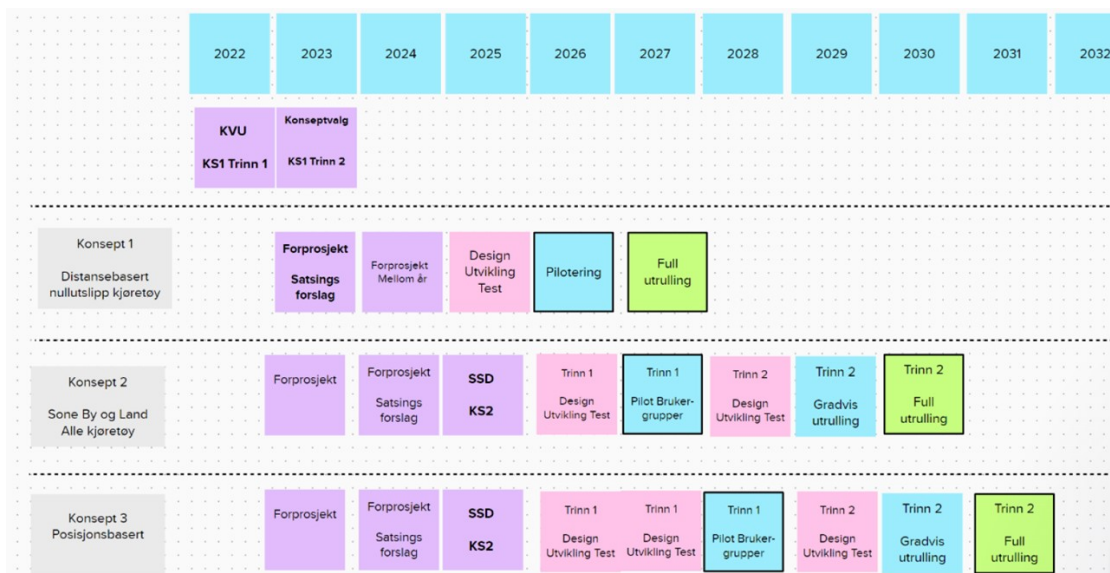 2022
2023
2024
2025
2026
2027
2028
2029
2030
2031
2032
KVU
KS1 Trinn 1
Konseptvalg
KS1 Trinn 2
Konsept 1
Distansebasert
nullutslipp kjøretøy
Forprosjekt
Satsings
forslag
Forprosjekt
Mellom år
Design
Utvikling
Test
Pilotering
Full
utrulling
Konsept 2
Sone By og Land
Alle kjøretøy
Forprosjekt
Forprosjekt
Satsings
forslag
SSD
KS2
Trinn 1
Design
Utvikling Test
Trinn 1
Pilot Bruker-
grupper
Trinn 2
Design
Utvikling Test
Trinn 2
Gradvis
utrulling
Trinn 2
Full
utrulling
Konsept 3
Posisjonsbasert
Forprosjekt
Forprosjekt
Satsings
forslag
SSD
KS2
Trinn 1
Design
Utvikling Test
Trinn 1
Design
Utvikling Test
Trinn 1
Pilot Bruker-
grupper
Trinn 2
Design
Utvikling Test
Trinn 2
Gradvis
utrulling
Trinn 2
Full
utrulling